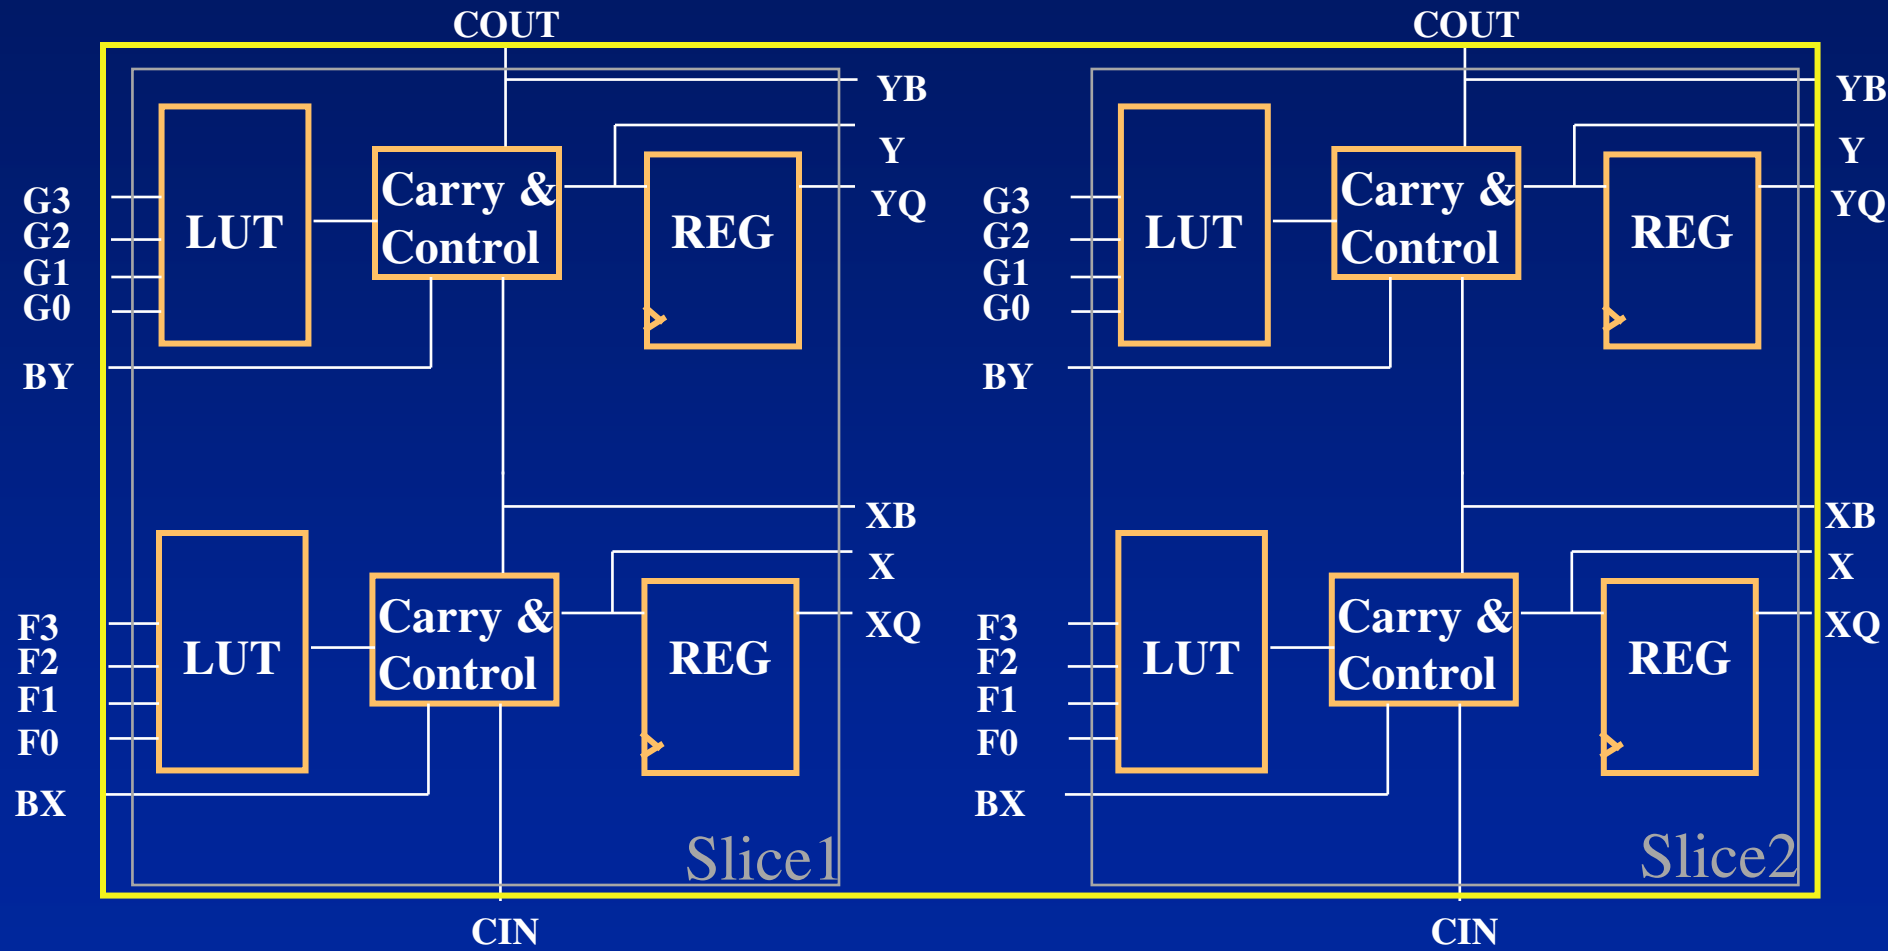 COUT
YB
Y
YQ
G3
G2
G1
G0
BY
LUT
Carry &
Control
REG
XB
X
XQ
F3
F2
F1
F0
BX
LUT
Carry &
Control
REG
Slice1
CIN
COUT
YB
Y
YQ
G3
G2
G1
G0
BY
LUT
Carry &
Control
REG
XB
X
XQ
F3
F2
F1
F0
BX
LUT
Carry &
Control
REG
Slice2
CIN